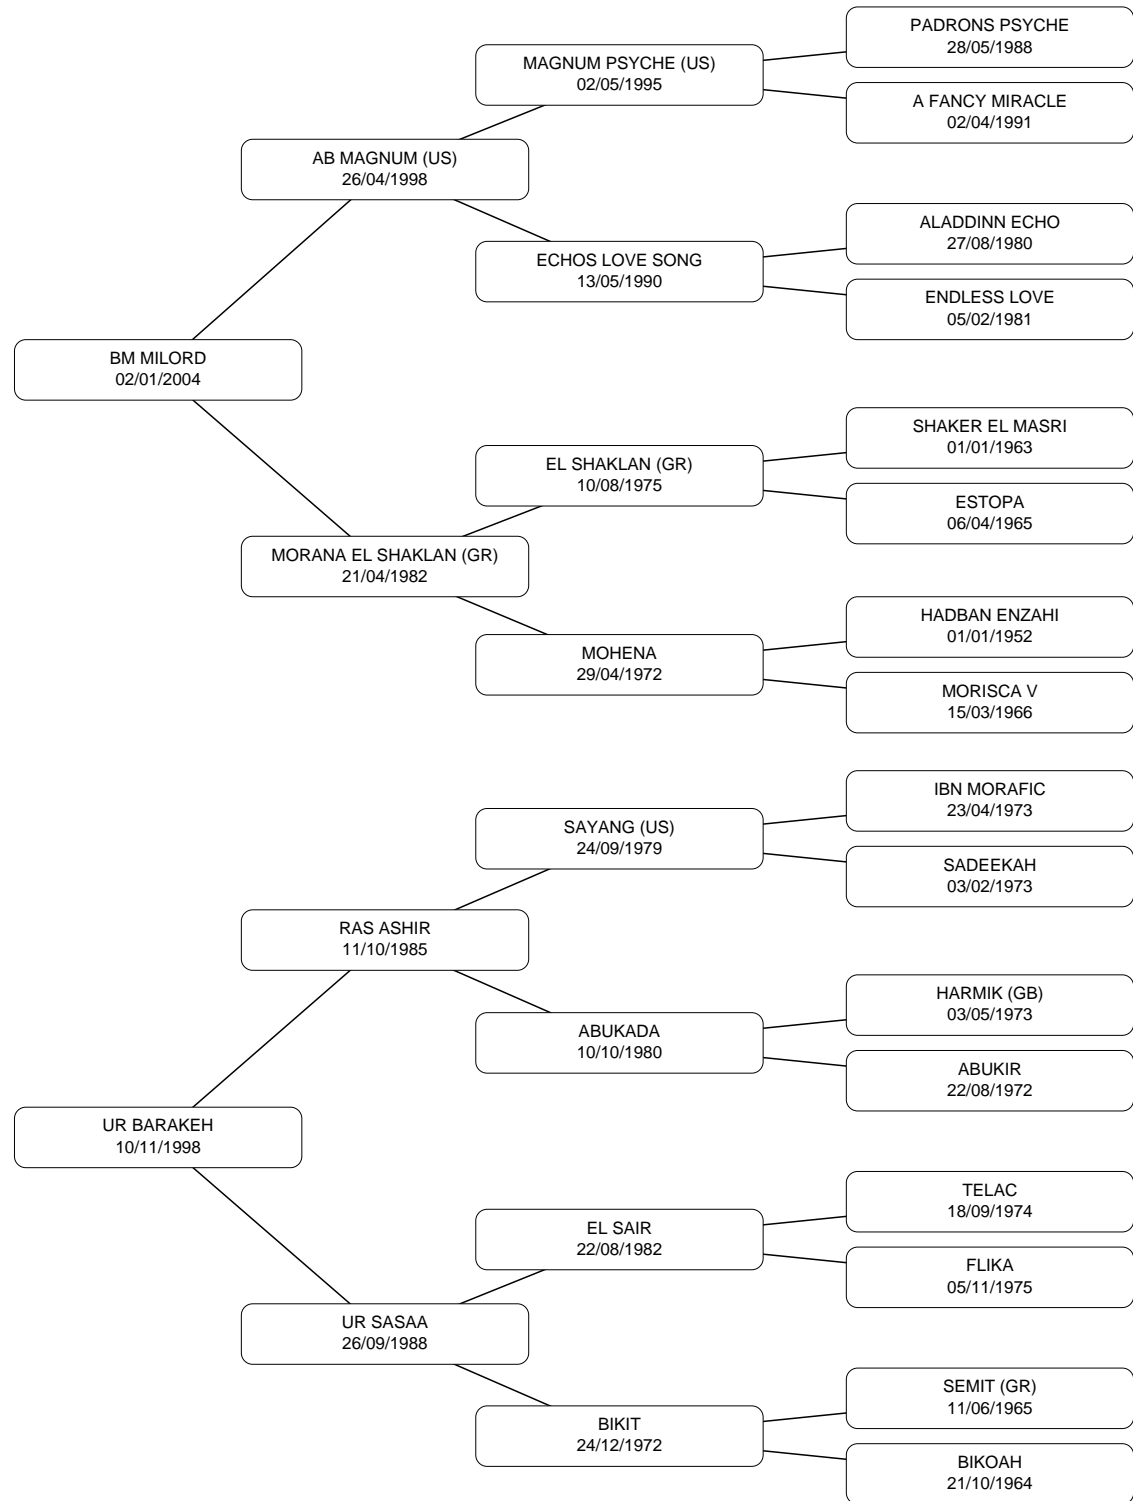 PADRONS PSYCHE
28/05/1988
MAGNUM PSYCHE (US)
02/05/1995
A FANCY MIRACLE
02/04/1991
AB MAGNUM (US)
26/04/1998
ALADDINN ECHO
27/08/1980
ECHOS LOVE SONG
13/05/1990
ENDLESS LOVE
05/02/1981
BM MILORD
02/01/2004
SHAKER EL MASRI
01/01/1963
EL SHAKLAN (GR)
10/08/1975
ESTOPA
06/04/1965
MORANA EL SHAKLAN (GR)
21/04/1982
HADBAN ENZAHI
01/01/1952
MOHENA
29/04/1972
MORISCA V
15/03/1966
IBN MORAFIC
23/04/1973
SAYANG (US)
24/09/1979
SADEEKAH
03/02/1973
RAS ASHIR
11/10/1985
HARMIK (GB)
03/05/1973
ABUKADA
10/10/1980
ABUKIR
22/08/1972
UR BARAKEH
10/11/1998
TELAC
18/09/1974
EL SAIR
22/08/1982
FLIKA
05/11/1975
UR SASAA
26/09/1988
SEMIT (GR)
11/06/1965
BIKIT
24/12/1972
BIKOAH
21/10/1964